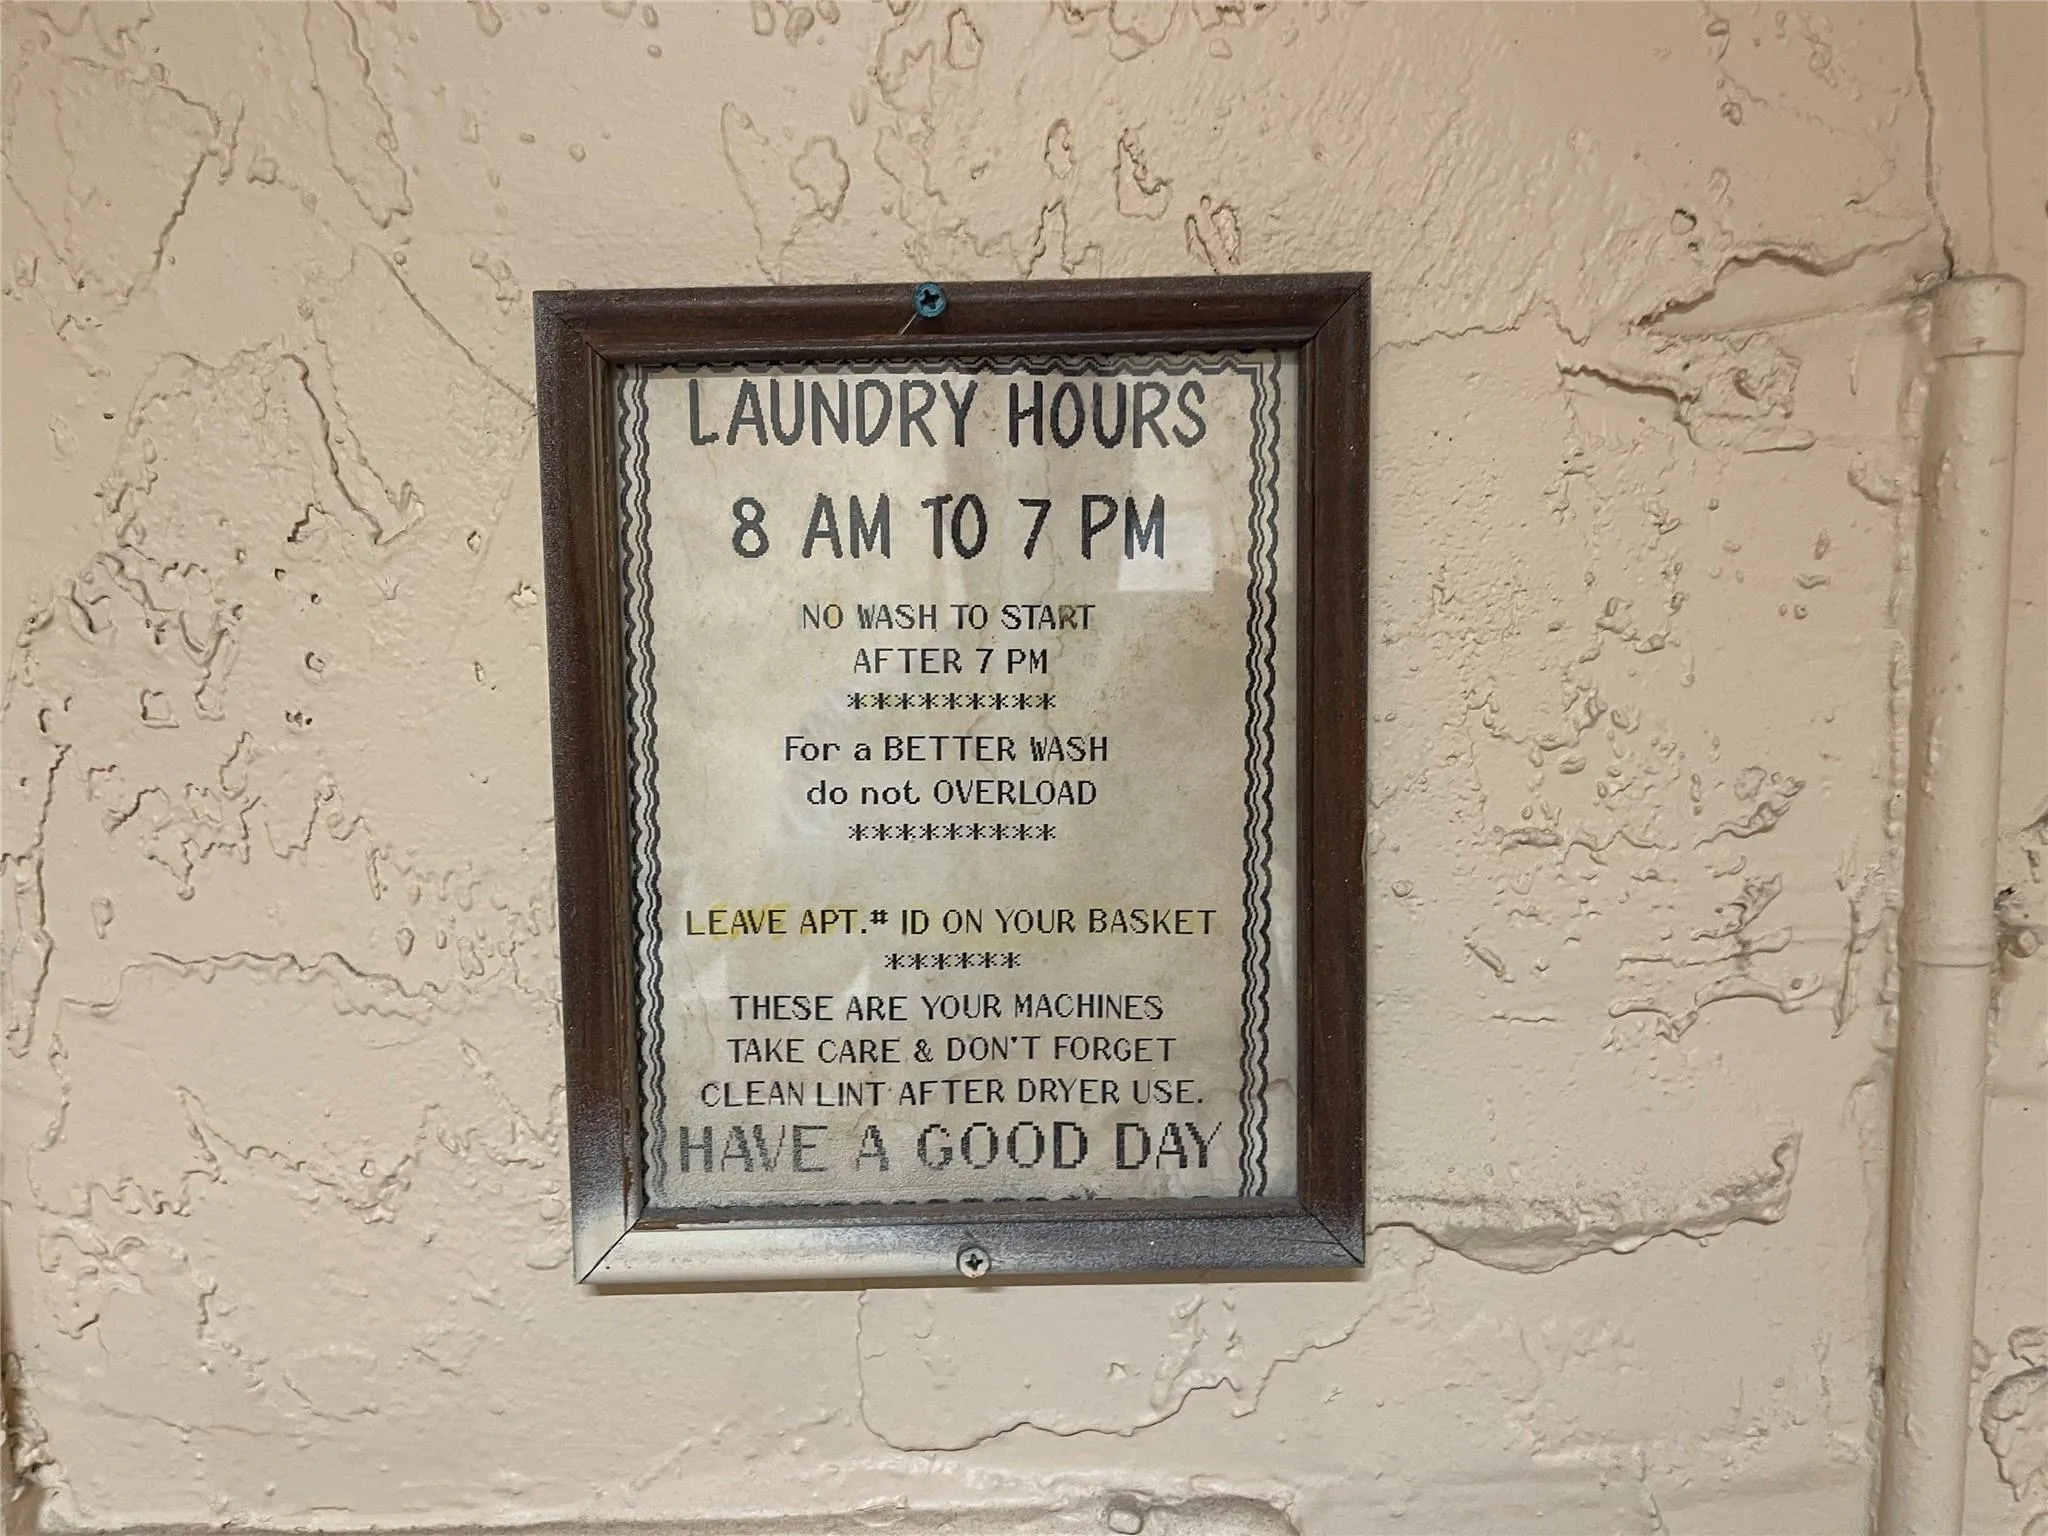 LAUNDRY HOURS
8 AM TO 7 PM
NO WASH TO START
AFTER 7 PM
*********
For a BETTER WASH
do not OVERLOAD
*********
LEAVE APT.# ID ON YOUR BASKET
******
THESE ARE YOUR MACHINES
TAKE CARE & DON'T FORGET
CLEAN LINT AFTER DRYER USE.
HAVE A GOOD DAY